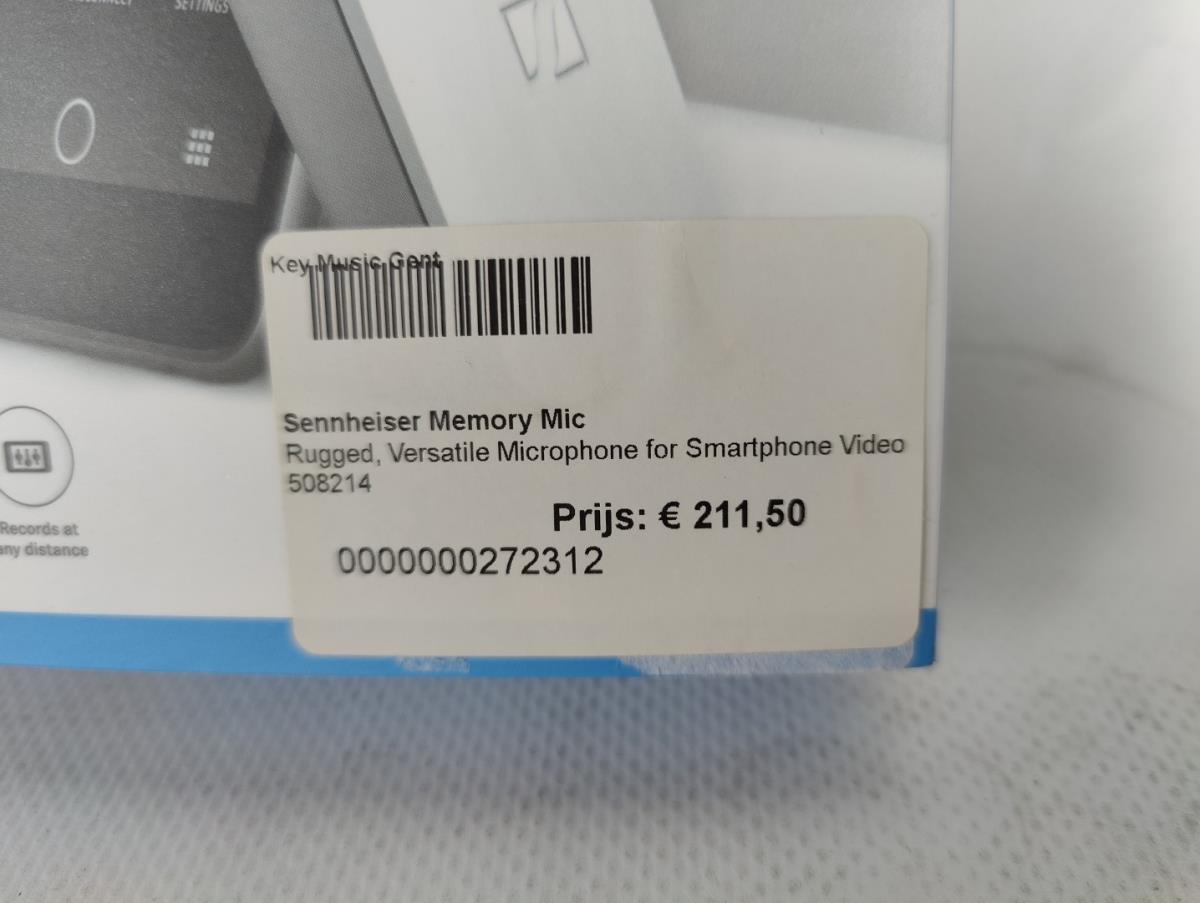 SETTINGS
Key Music Gent
Sennheiser Memory Mic
Rugged, Versatile Microphone for Smartphone Video
508214
Prijs: € 211,50
0000000272312
Records at
any distance